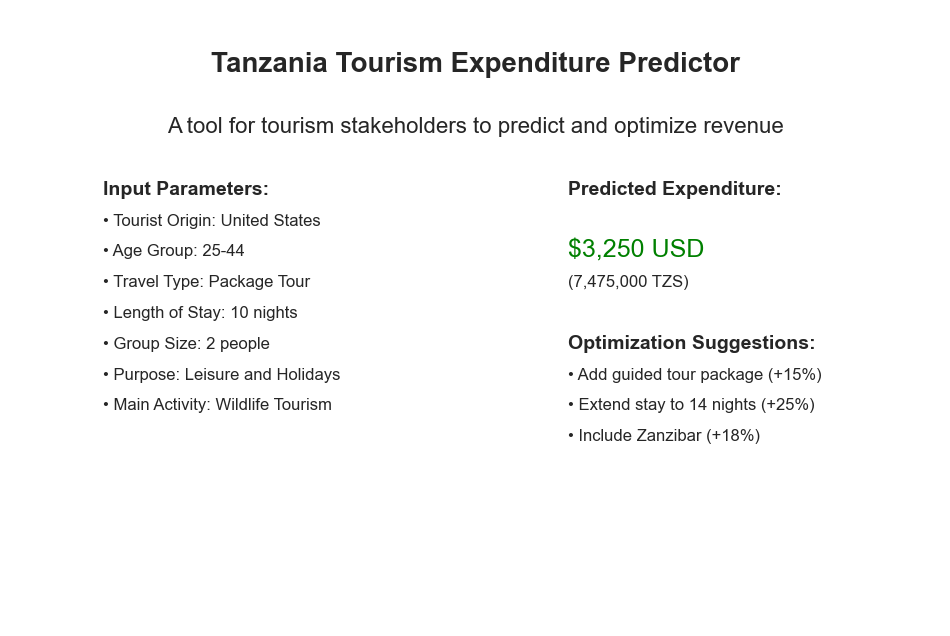 Tanzania Tourism Expenditure Predictor
A tool for tourism stakeholders to predict and optimize revenue
Input Parameters:
• Tourist Origin: United States
• Age Group: 25-44
• Travel Type: Package Tour
• Length of Stay: 10 nights
• Group Size: 2 people
• Purpose: Leisure and Holidays
• Main Activity: Wildlife Tourism
Predicted Expenditure:
$3,250 USD
(7,475,000 TZS)
Optimization Suggestions:
• Add guided tour package (+15%)
• Extend stay to 14 nights (+25%)
• Include Zanzibar (+18%)